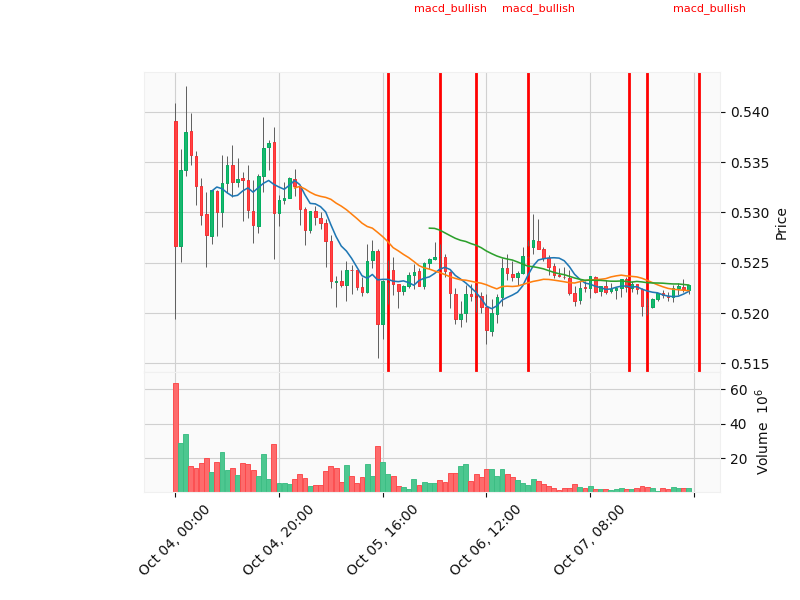 macd_bullish macd_bullish macd_bullish
0.540
0.535
0.530
0.525
0.520
0.515
Price
60
40
20
Volume 10^6
Oct 04, 00:00
Oct 04, 20:00
Oct 05, 16:00
Oct 06, 12:00
Oct 07, 08:00